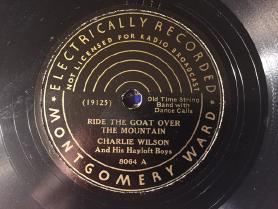 ELECTRICALLY RECORDED
NOT LICENSED FOR RADIO BROADCAST
(19125)
Old Time String
Band with
Dance Calls
RIDE THE GOAT OVER
THE MOUNTAIN
CHARLIE WILSON
And His Hayloft Boys
8064 A
MONTGOMERY WARD